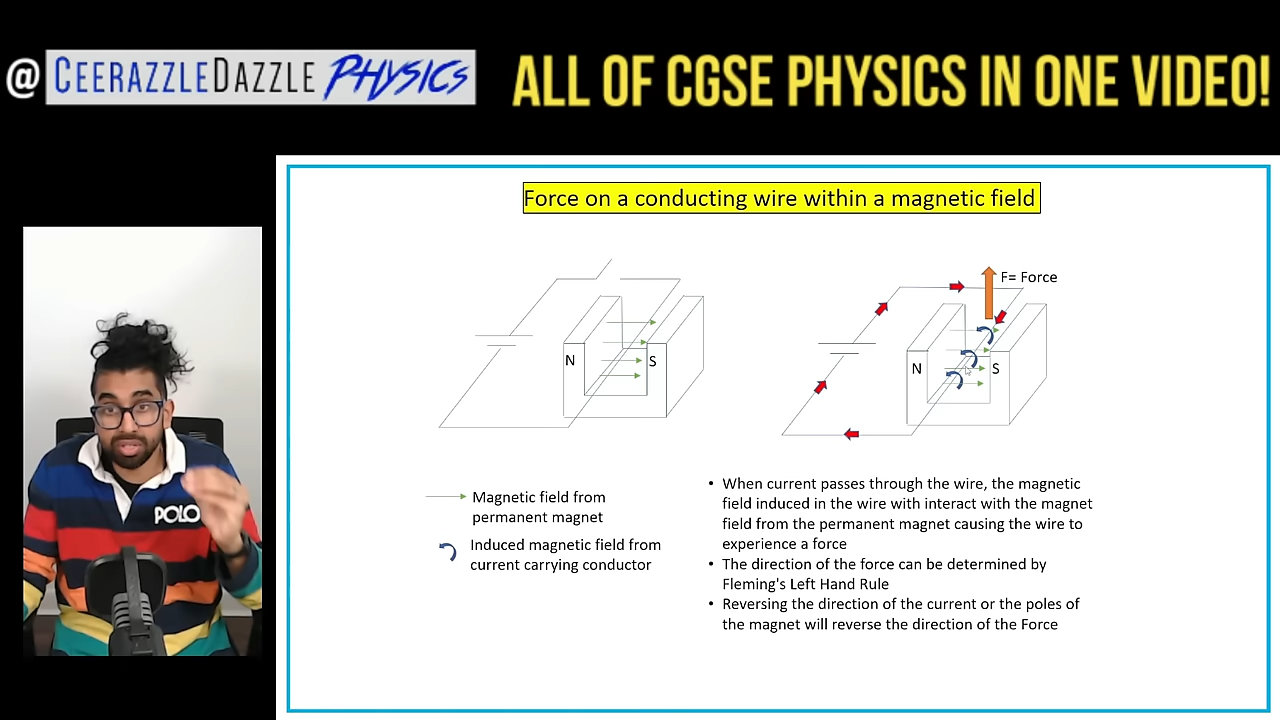 @ CEERAZZLEDAZZLE PHYSICS
ALL OF CGSE PHYSICS IN ONE VIDEO!
Force on a conducting wire within a magnetic field
F= Force
N
S
N
S
Magnetic field from
permanent magnet
Induced magnetic field from
current carrying conductor
• When current passes through the wire, the magnetic
field induced in the wire with interact with the magnet
field from the permanent magnet causing the wire to
experience a force
• The direction of the force can be determined by
Fleming's Left Hand Rule
• Reversing the direction of the current or the poles of
the magnet will reverse the direction of the Force
POLO